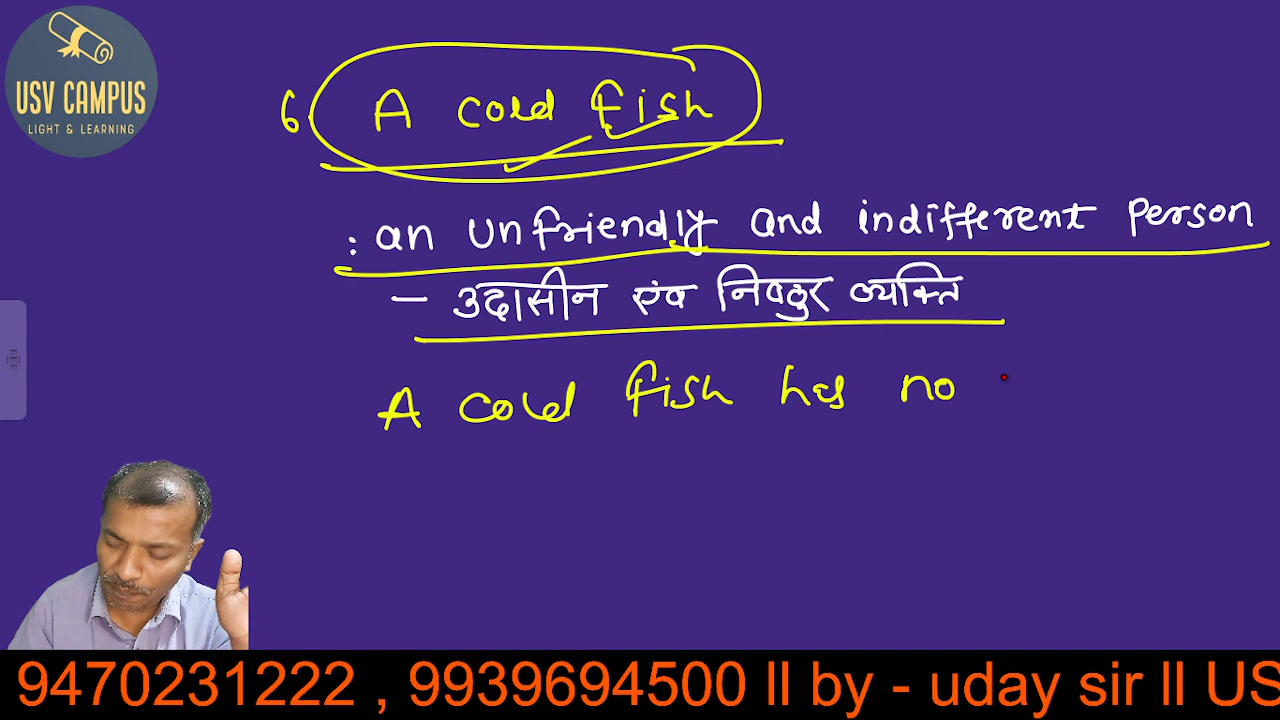 USV CAMPUS
LIGHT & LEARNING
6. A cold fish
: an unfriendly and indifferent person
- उदासीन एंव निवठुर व्यक्ति
A cold fish has no
9470231222 , 9939694500 ll by - uday sir ll US